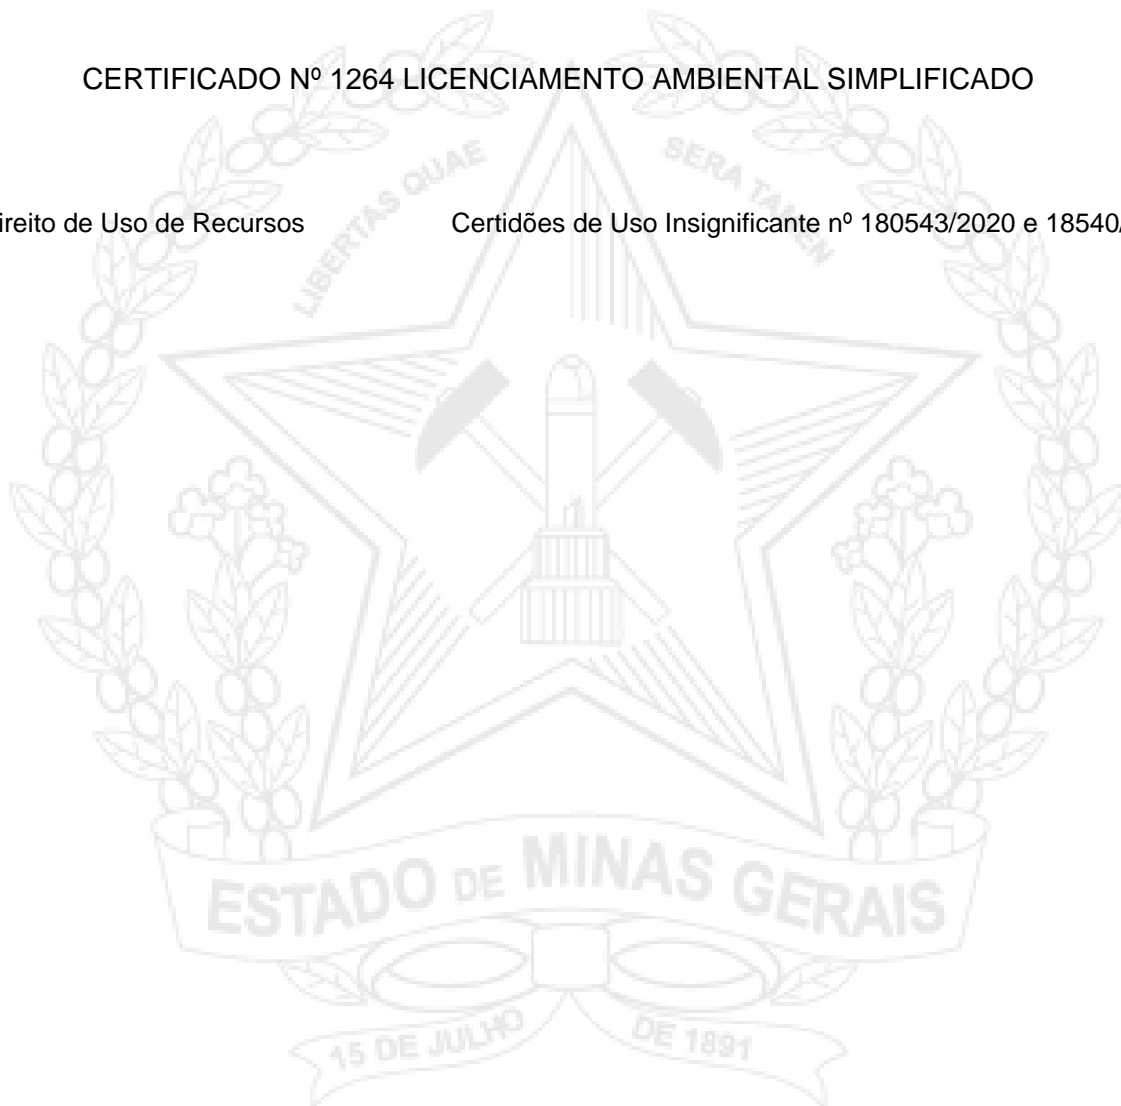 CERTIFICADO Nº 1264 LICENCIAMENTO AMBIENTAL SIMPLIFICADO
LIBERTAS QUAE SERA TAMEN
ireito de Uso de Recursos Certidões de Uso Insignificante nº 180543/2020 e 18540/
ESTADO DE MINAS GERAIS
15 DE JULHO DE 1891